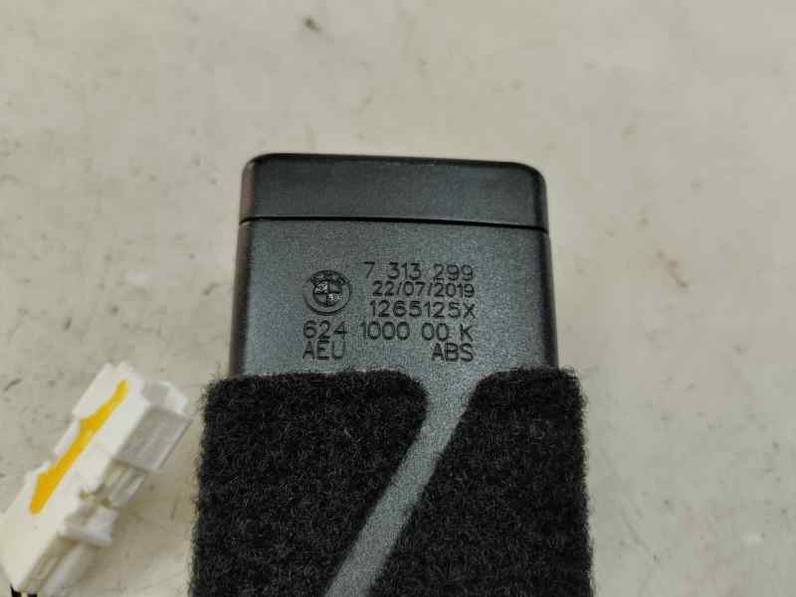 7 313 299
22/07/2019
1265125X
624 1000 00 K
AEU ABS